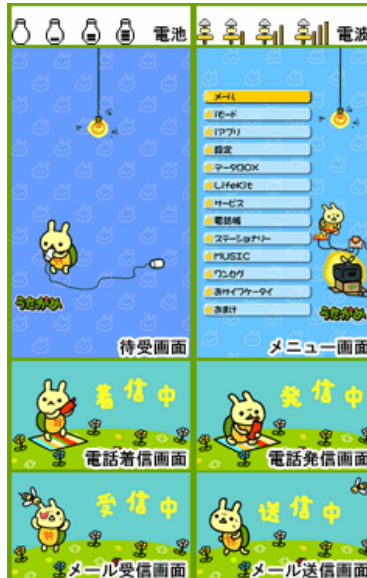 電池
電波
うたがめ
待受画面
メール
iモード
iアプリ
設定
データBOX
LifeKit
サービス
電話帳
ステーショナリー
MUSIC
ワンセグ
おサイフケータイ
おまけ
うたがめ
メニュー画面
着信中
電話着信画面
発信中
電話発信画面
受信中
メール受信画面
送信中
メール送信画面